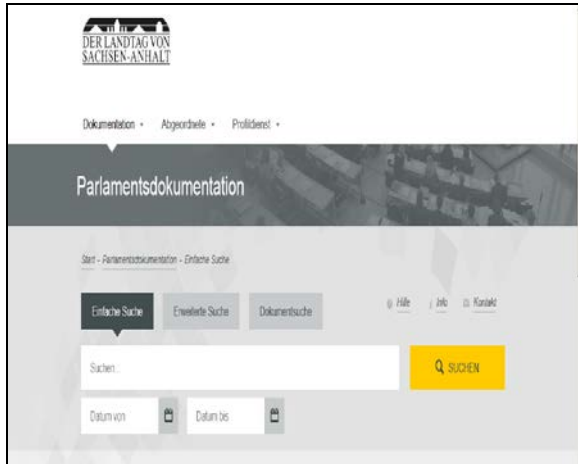 DER LANDTAG VON
SACHSEN-ANHALT
Dokumentation Abgeordnete Profildienst
Parlamentsdokumentation
Start - Parlamentsdokumentation - Einfache Suche
Einfache Suche Erweiterte Suche Dokumentsuche Hilfe Info Kontakt
Suchen... SUCHEN
Datum von Datum bis